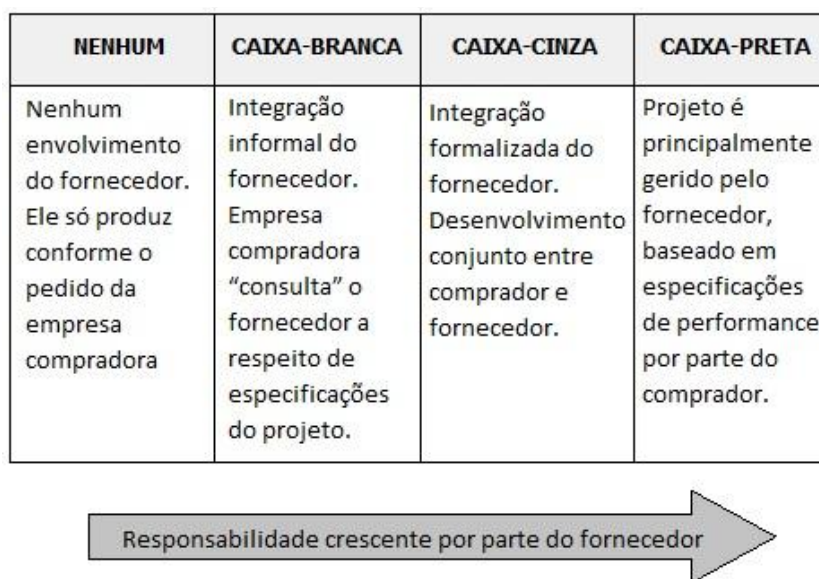 NENHUM
CAIXA-BRANCA
CAIXA-CINZA
CAIXA-PRETA
Nenhum
envolvimento
do fornecedor.
Ele só produz
conforme o
pedido da
empresa
compradora
Integração
informal do
fornecedor.
Empresa
compradora
“consulta” o
fornecedor a
respeito de
especificações
do projeto.
Integração
formalizada do
fornecedor.
Desenvolvimento
conjunto entre
comprador e
fornecedor.
Projeto é
principalmente
gerido pelo
fornecedor,
baseado em
especificações
de performance
por parte do
comprador.
Responsabilidade crescente por parte do fornecedor